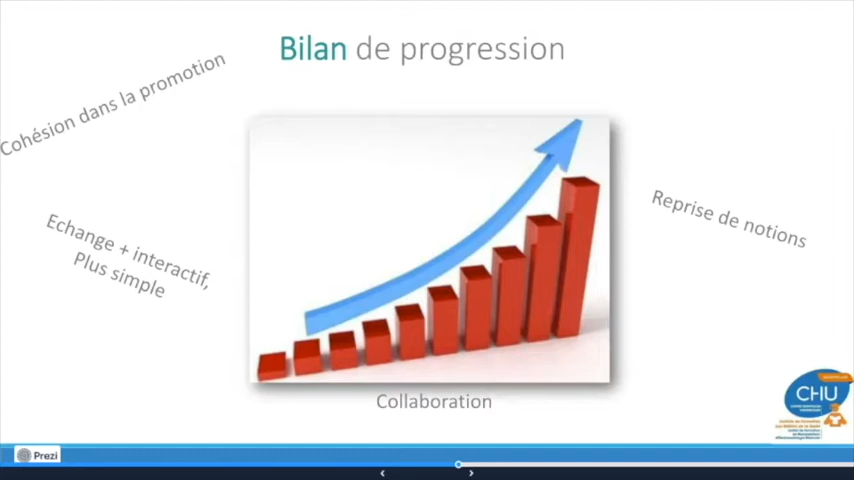 Bilan de progression
Cohésion dans la promotion
Echange + interactif,
Plus simple
Reprise de notions
Collaboration
CHU
Prezi